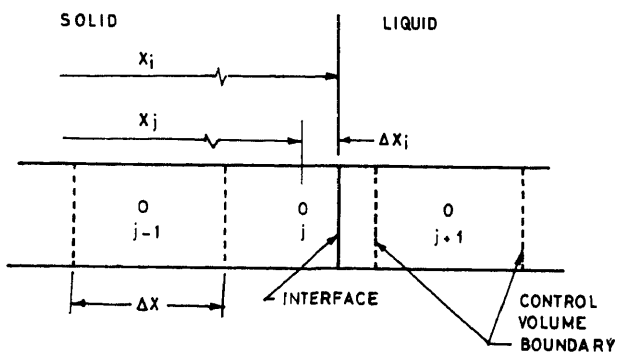 SOLID
LIQUID
Xi
Xj
ΔXi
O
O
O
j-1
j
j+1
ΔX
INTERFACE
CONTROL
VOLUME
BOUNDARY